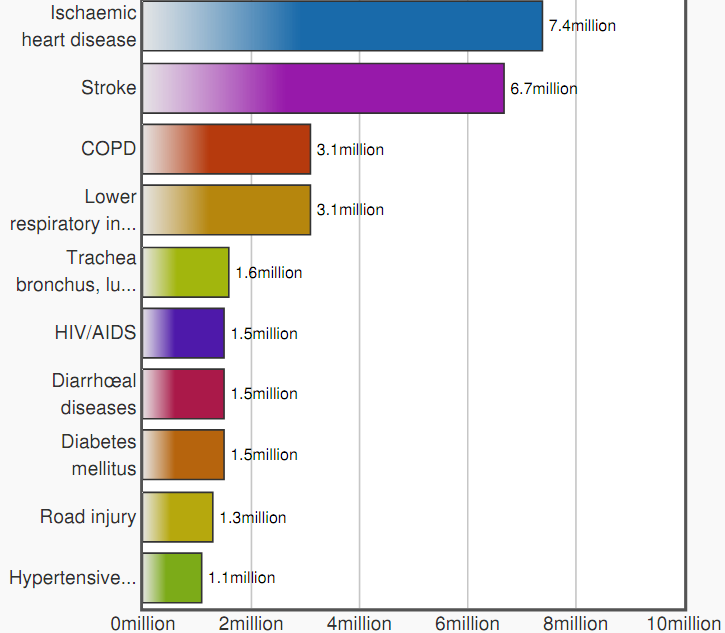 Ischaemic
heart disease
7.4million
Stroke
6.7million
COPD
3.1million
Lower
respiratory in...
3.1million
Trachea
bronchus, lu...
1.6million
HIV/AIDS
1.5million
Diarrhœal
diseases
1.5million
Diabetes
mellitus
1.5million
Road injury
1.3million
Hypertensive...
1.1million
0million 2million 4million 6million 8million 10million